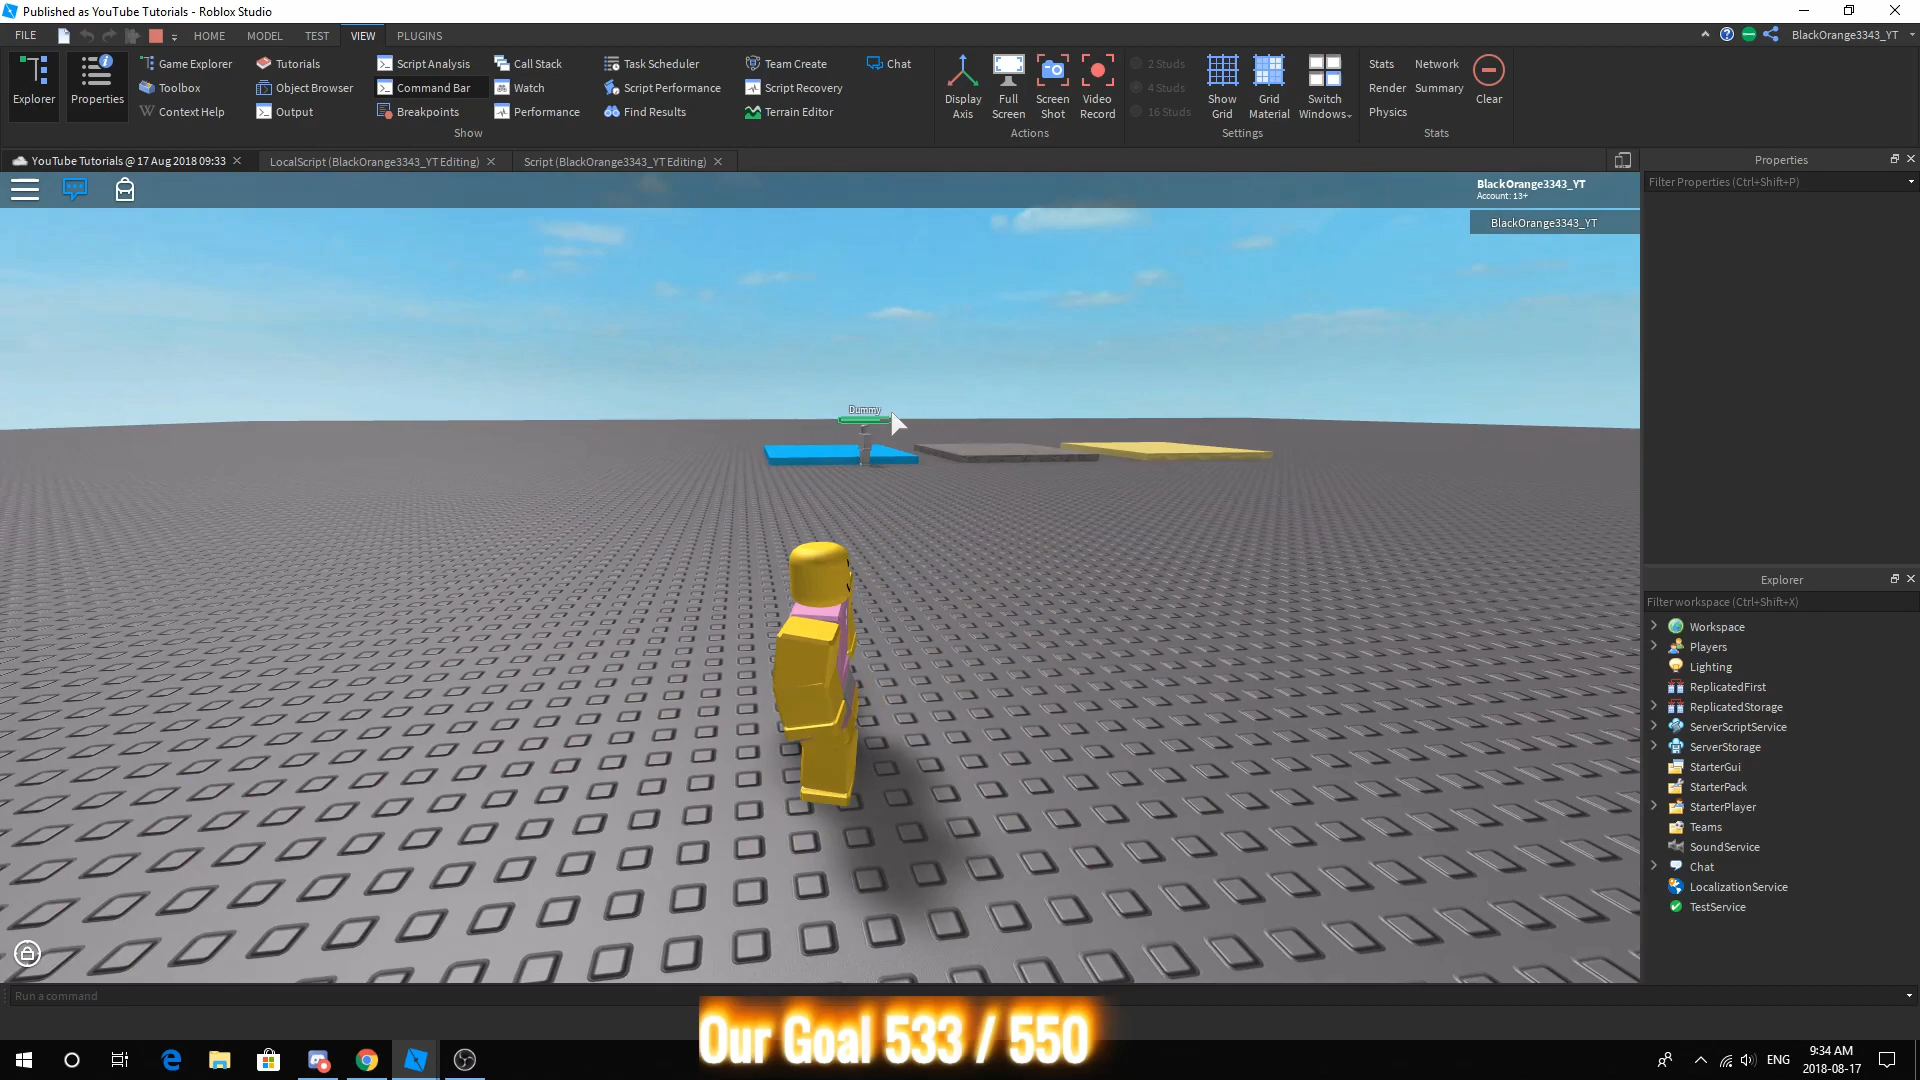 Published as YouTube Tutorials - Roblox Studio
FILE HOME MODEL TEST VIEW PLUGINS BlackOrange3343_YT
Explorer
Properties
Game Explorer
Toolbox
Context Help
Tutorials
Object Browser
Output
Script Analysis
Command Bar
Breakpoints
Call Stack
Watch
Performance
Task Scheduler
Script Performance
Find Results
Team Create
Script Recovery
Terrain Editor
Chat
Show
Display
Axis
Full
Screen
Screen
Shot
Video
Record
Actions
2 Studs
4 Studs
16 Studs
Show
Grid
Grid
Material
Switch
Windows
Settings
Stats Network
Render Summary
Physics
Clear
Stats
YouTube Tutorials @ 17 Aug 2018 09:33
LocalScript (BlackOrange3343_YT Editing)
Script (BlackOrange3343_YT Editing)
BlackOrange3343_YT
Account: 13+
BlackOrange3343_YT
Dummy
Properties
Filter Properties (Ctrl+Shift+P)
Explorer
Filter workspace (Ctrl+Shift+X)
Workspace
Players
Lighting
ReplicatedFirst
ReplicatedStorage
ServerScriptService
ServerStorage
StarterGui
StarterPack
StarterPlayer
Teams
SoundService
Chat
LocalizationService
TestService
Run a command
Our Goal 533 / 550
ENG
9:34 AM
2018-08-17